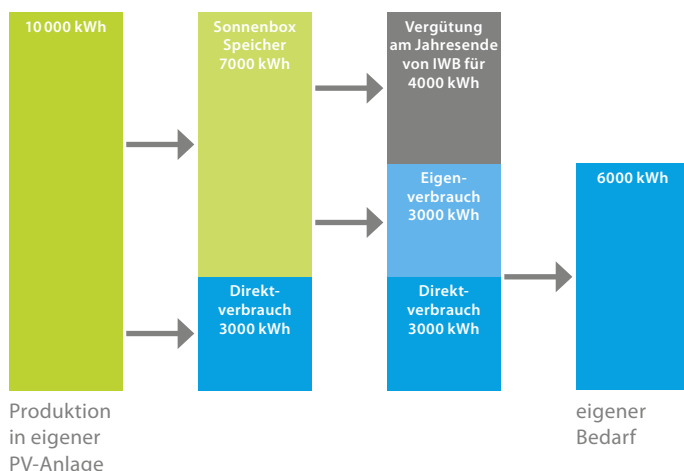 10 000 kWh
Sonnenbox
Speicher
7000 kWh
Direkt-
verbrauch
3000 kWh
Vergütung
am Jahresende
von IWB für
4000 kWh
Eigen-
verbrauch
3000 kWh
Direkt-
verbrauch
3000 kWh
6000 kWh
Produktion
in eigener
PV-Anlage
eigener
Bedarf